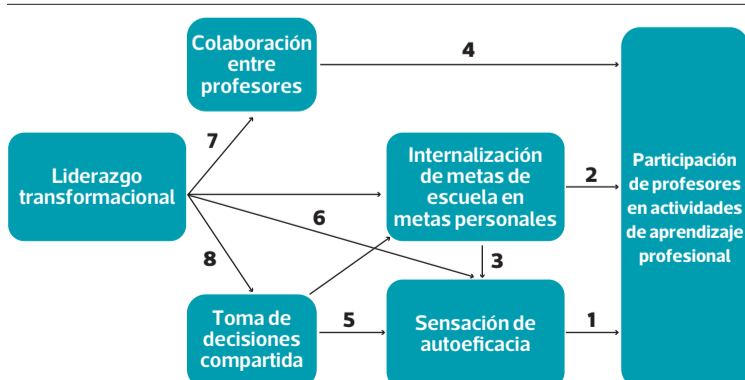 Colaboración
entre
profesores
4
7
Liderazgo
transformacional
Internalización
de metas de
escuela en
metas personales
2
Participación
de profesores
en actividades
de aprendizaje
profesional
6
8
3
Toma de
decisiones
compartida
5
Sensación de
autoeficacia
1